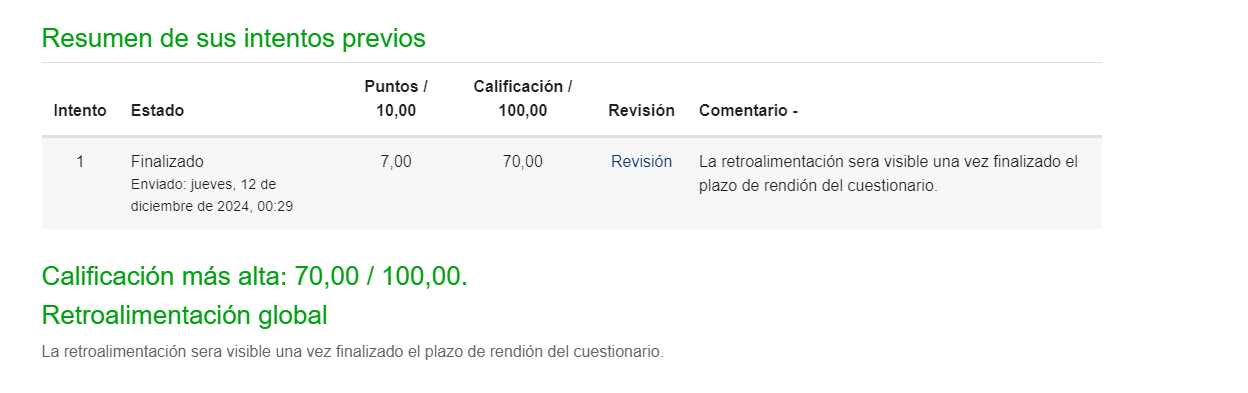 Resumen de sus intentos previos
Puntos / Calificación /
Intento Estado 10,00 100,00 Revisión Comentario -
1 Finalizado 7,00 70,00 Revisión La retroalimentación sera visible una vez finalizado el
Enviado: jueves, 12 de plazo de rendión del cuestionario.
diciembre de 2024, 00:29
Calificación más alta: 70,00 / 100,00.
Retroalimentación global
La retroalimentación sera visible una vez finalizado el plazo de rendión del cuestionario.